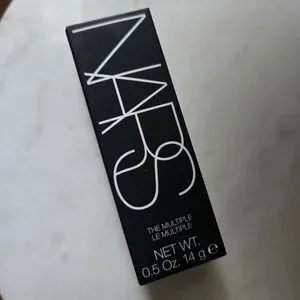 NARS
THE MULTIPLE
LE MULTIPLE
NET WT.
0.5 Oz. 14 g ℮